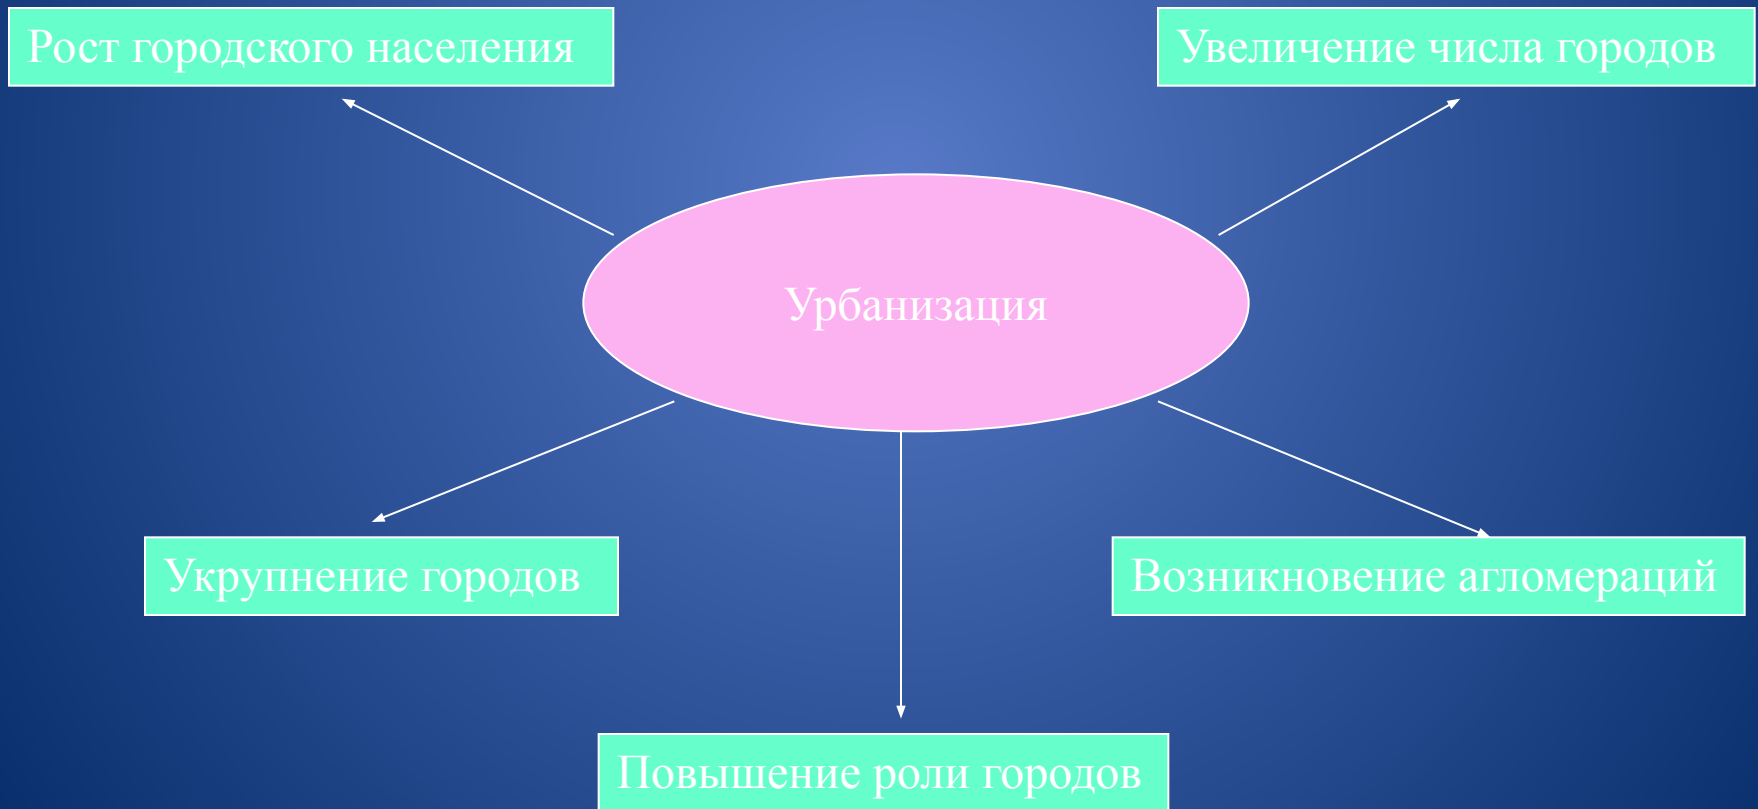 Рост городского населения
Увеличение числа городов
Урбанизация
Укрупнение городов
Возникновение агломераций
Повышение роли городов